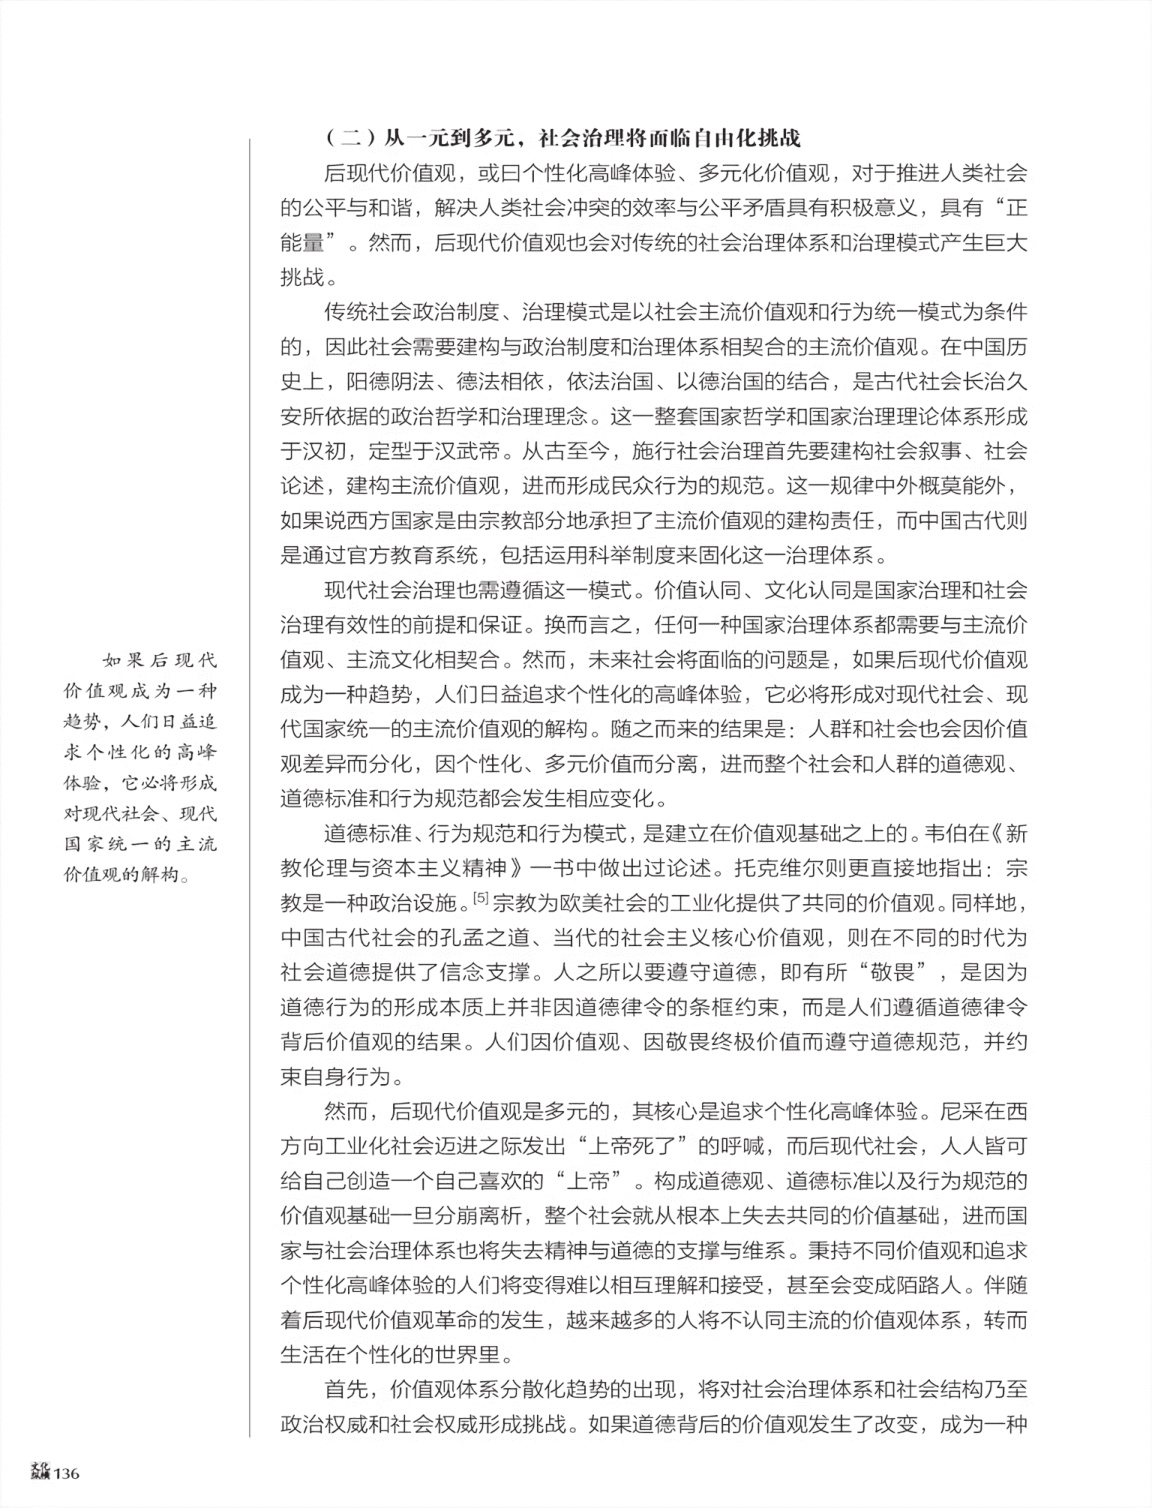 （二）从一元到多元，社会治理将面临自由化挑战
后现代价值观，或曰个性化高峰体验、多元化价值观，对于推进人类社会
的公平与和谐，解决人类社会冲突的效率与公平矛盾具有积极意义，具有“正
能量”。然而，后现代价值观也会对传统的社会治理体系和治理模式产生巨大
挑战。
传统社会政治制度、治理模式是以社会主流价值观和行为统一模式为条件
的，因此社会需要建构与政治制度和治理体系相契合的主流价值观。在中国历
史上，阳德阴法、德法相依，依法治国、以德治国的结合，是古代社会长治久
安所依据的政治哲学和治理理念。这一整套国家哲学和国家治理理论体系形成
于汉初，定型于汉武帝。从古至今，施行社会治理首先要建构社会叙事、社会
论述，建构主流价值观，进而形成民众行为的规范。这一规律中外概莫能外，
如果说西方国家是由宗教部分地承担了主流价值观的建构责任，而中国古代则
是通过官方教育系统，包括运用科举制度来固化这一治理体系。
现代社会治理也需遵循这一模式。价值认同、文化认同是国家治理和社会
治理有效性的前提和保证。换而言之，任何一种国家治理体系都需要与主流价
值观、主流文化相契合。然而，未来社会将面临的问题是，如果后现代价值观
成为一种趋势，人们日益追求个性化的高峰体验，它必将形成对现代社会、现
代国家统一的主流价值观的解构。随之而来的结果是：人群和社会也会因价值
观差异而分化，因个性化、多元价值而分离，进而整个社会和人群的道德观、
道德标准和行为规范都会发生相应变化。
道德标准、行为规范和行为模式，是建立在价值观基础之上的。韦伯在《新
教伦理与资本主义精神》一书中做出过论述。托克维尔则更直接地指出：宗
教是一种政治设施。[5]宗教为欧美社会的工业化提供了共同的价值观。同样地，
中国古代社会的孔孟之道、当代的社会主义核心价值观，则在不同的时代为
社会道德提供了信念支撑。人之所以要遵守道德，即有所“敬畏”，是因为
道德行为的形成本质上并非因道德律令的条框约束，而是人们遵循道德律令
背后价值观的结果。人们因价值观、因敬畏终极价值而遵守道德规范，并约
束自身行为。
然而，后现代价值观是多元的，其核心是追求个性化高峰体验。尼采在西
方向工业化社会迈进之际发出“上帝死了”的呼喊，而后现代社会，人人皆可
给自己创造一个自己喜欢的“上帝”。构成道德观、道德标准以及行为规范的
价值观基础一旦分崩离析，整个社会就从根本上失去共同的价值基础，进而国
家与社会治理体系也将失去精神与道德的支撑与维系。秉持不同价值观和追求
个性化高峰体验的人们将变得难以相互理解和接受，甚至会变成陌路人。伴随
着后现代价值观革命的发生，越来越多的人将不认同主流的价值观体系，转而
生活在个性化的世界里。
首先，价值观体系分散化趋势的出现，将对社会治理体系和社会结构乃至
政治权威和社会权威形成挑战。如果道德背后的价值观发生了改变，成为一种
如果后现代
价值观成为一种
趋势，人们日益追
求个性化的高峰
体验，它必将形成
对现代社会、现代
国家统一的主流
价值观的解构。
文化
纵横 136